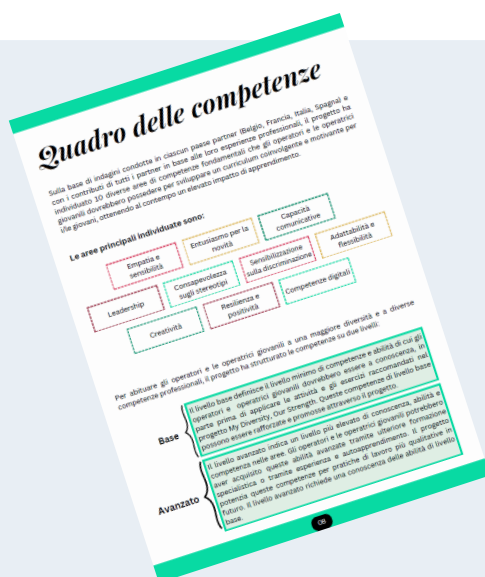 Quadro delle competenze
Sulla base di indagini condotte in ciascun paese partner (Belgio, Francia, Italia, Spagna) e
con i contributi di tutti i partner in base alle loro esperienze professionali, il progetto ha
individuato 10 diverse aree di competenze fondamentali che gli operatori e le operatrici
giovanili dovrebbero possedere per sviluppare un curriculum coinvolgente e motivante per
i/le giovani, ottenendo al contempo un elevato impatto di apprendimento.
Le aree principali individuate sono:
Empatia e
sensibilità
Entusiasmo per la
novità
Capacità
comunicative
Leadership
Consapevolezza
sugli stereotipi
Sensibilizzazione
sulla discriminazione
Adattabilità e
flessibilità
Creatività
Resilienza e
positività
Competenze digitali
Per abituare gli operatori e le operatrici giovanili a una maggiore diversità e a diverse
competenze professionali, il progetto ha strutturato le competenze su due livelli:
Base
Il livello base definisce il livello minimo di competenze e abilità di cui gli
operatori e operatrici giovanili dovrebbero essere a conoscenza, in
parte prima di applicare le attività e gli esercizi raccomandati nel
progetto My Diversity, Our Strength. Queste competenze di livello base
possono essere rafforzate e promosse attraverso il progetto.
Avanzato
Il livello avanzato indica un livello più elevato di conoscenza, abilità e
competenza nelle aree. Gli operatori e le operatrici giovanili potrebbero
aver acquisito queste abilità avanzate tramite ulteriore formazione
specialistica o tramite esperienza e autoapprendimento. Il progetto
potenzia queste competenze per pratiche di lavoro più qualitative in
futuro. Il livello avanzato richiede una conoscenza delle abilità di livello
base.
08